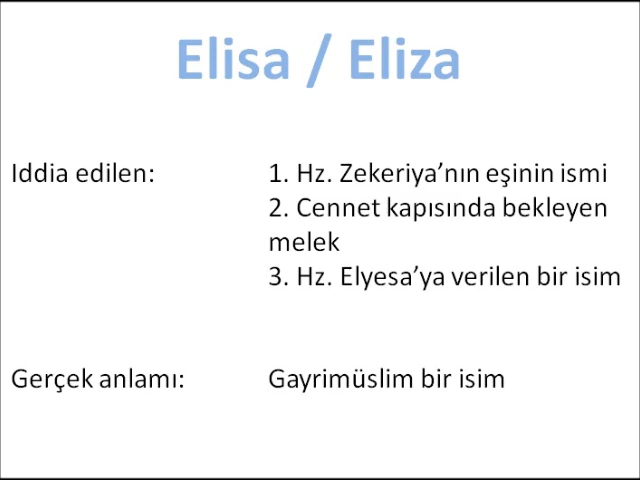 Elisa / Eliza
Iddia edilen: 1. Hz. Zekeriya’nın eşinin ismi
2. Cennet kapısında bekleyen
melek
3. Hz. Elyesa’ya verilen bir isim
Gerçek anlamı: Gayrimüslim bir isim